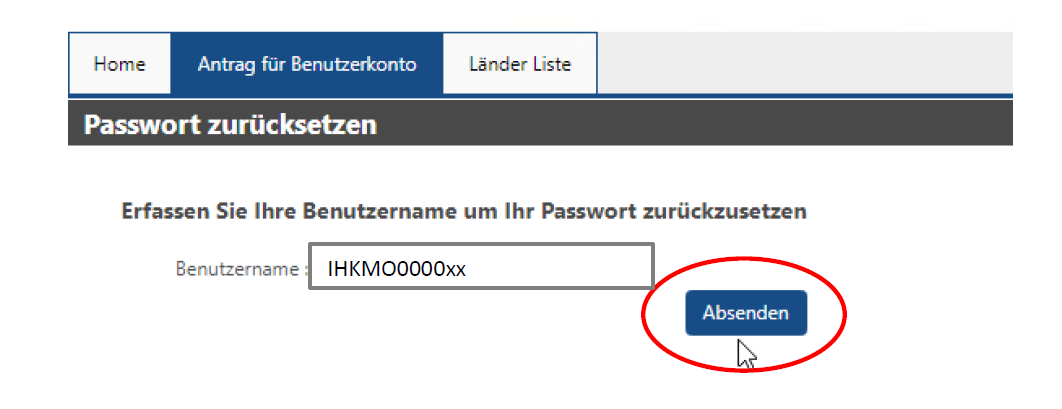 Home Antrag für Benutzerkonto Länder Liste
Passwort zurücksetzen
Erfassen Sie Ihre Benutzername um Ihr Passwort zurückzusetzen
Benutzername : IHKMO0000xx
Absenden